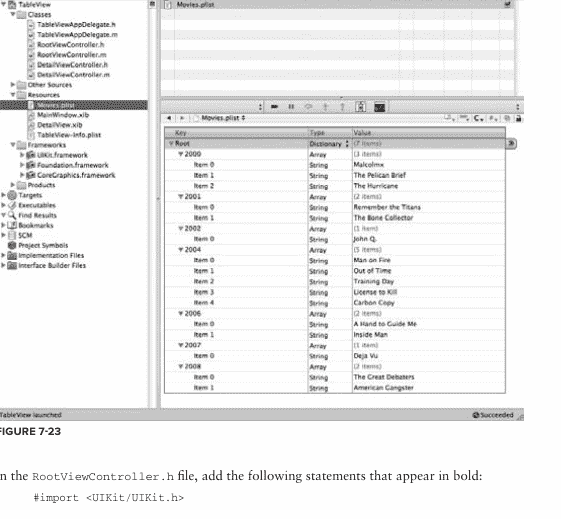 TableView
Classes
TableViewAppDelegate.h
TableViewAppDelegate.m
RootViewController.h
RootViewController.m
DetailViewController.h
DetailViewController.m
Other Sources
Resources
Movies.plist
MainWindow.xib
DetailView.xib
TableView-Info.plist
Frameworks
UIKit.framework
Foundation.framework
CoreGraphics.framework
Products
Targets
Executables
Find Results
Bookmarks
SCM
Project Symbols
Implementation Files
Interface Builder Files
Movies.plist
Movies.plist
Key Type Value
Root Dictionary (7 items)
2000 Array (3 items)
Item 0 String Malcolmx
Item 1 String The Pelican Brief
Item 2 String The Hurricane
2001 Array (2 items)
Item 0 String Remember the Titans
Item 1 String The Bone Collector
2002 Array (1 item)
Item 0 String John Q.
2004 Array (5 items)
Item 0 String Man on Fire
Item 1 String Out of Time
Item 2 String Training Day
Item 3 String License to Kill
Item 4 String Carbon Copy
2006 Array (2 items)
Item 0 String A Hand to Guide Me
Item 1 String Inside Man
2007 Array (1 item)
Item 0 String Deja Vu
2008 Array (2 items)
Item 0 String The Great Debaters
Item 1 String American Gangster
TableView launched Succeeded
FIGURE 7-23
n the RootViewController.h file, add the following statements that appear in bold:
#import <UIKit/UIKit.h>